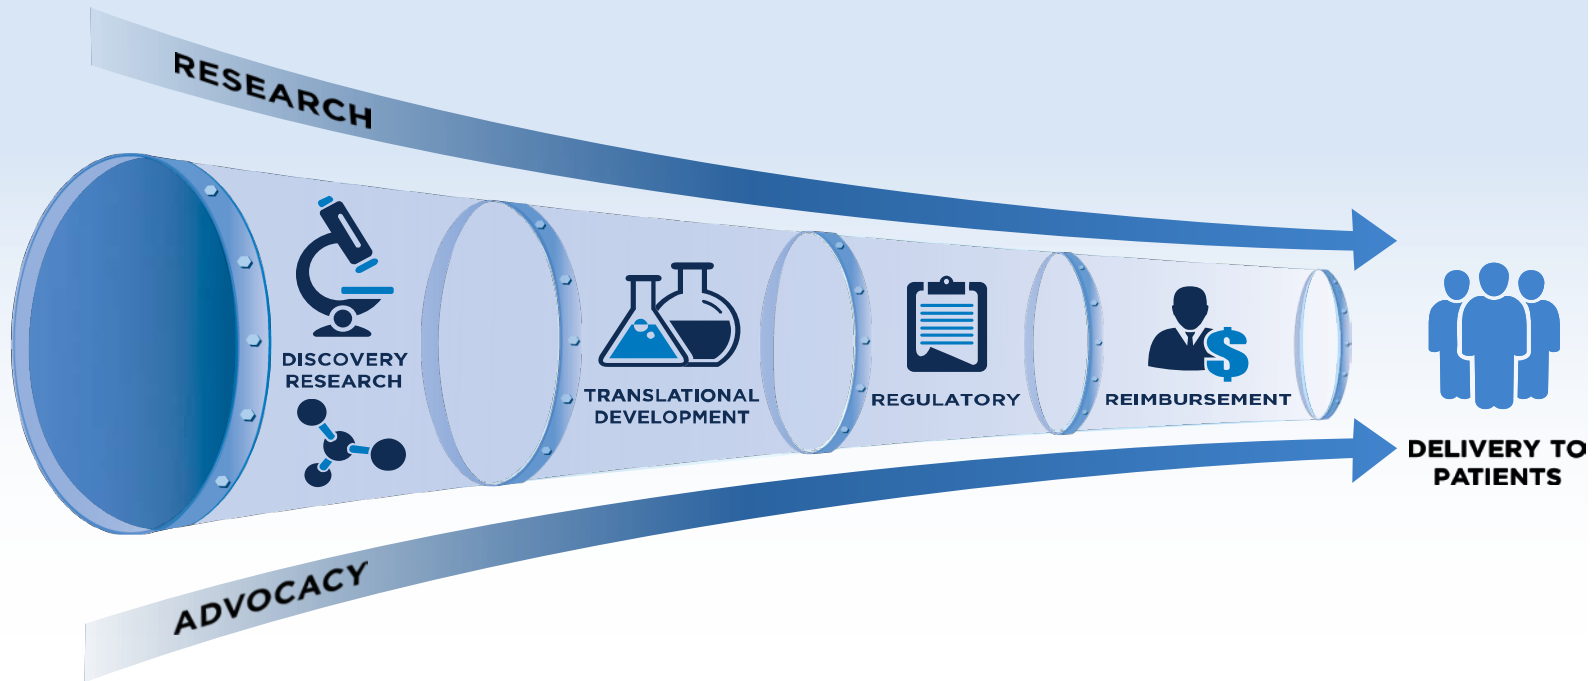 RESEARCH
DISCOVERY
RESEARCH
TRANSLATIONAL
DEVELOPMENT
REGULATORY
$
REIMBURSEMENT
DELIVERY TO
PATIENTS
ADVOCACY